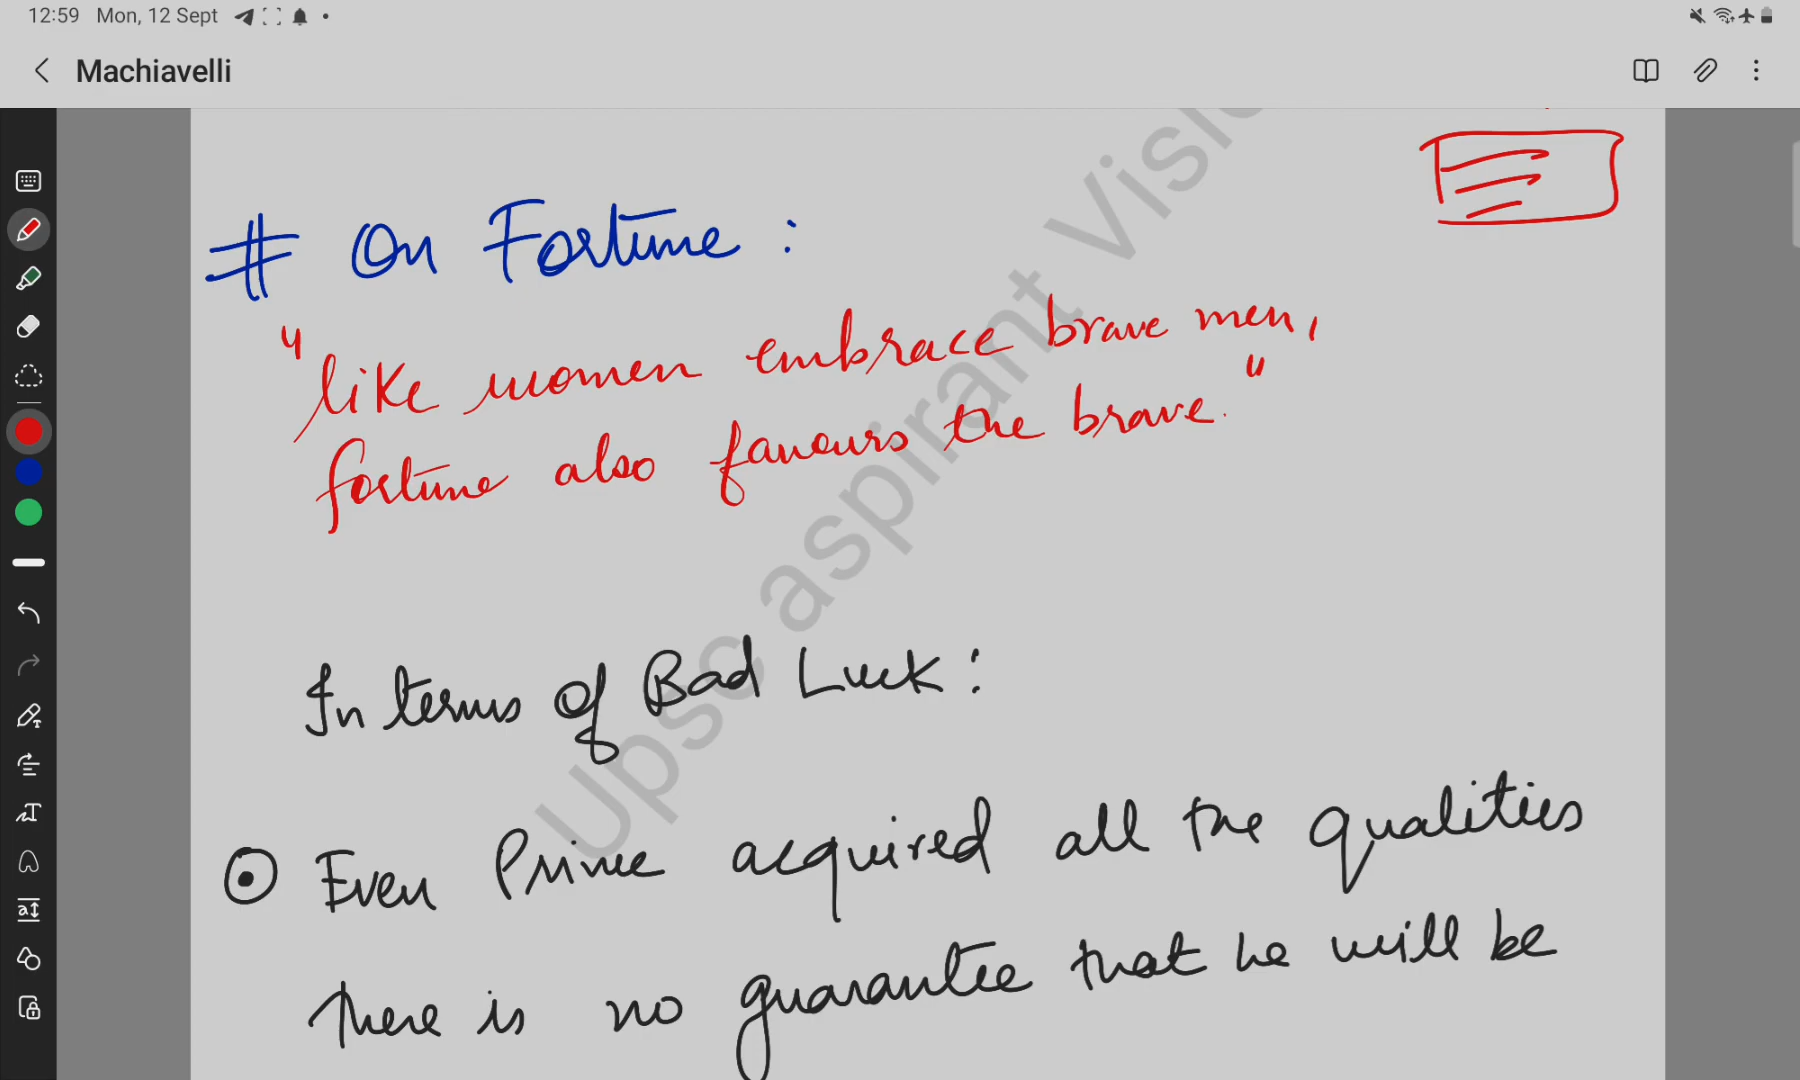 12:59 Mon, 12 Sept
Machiavelli
# On Fortune :
"like women embrace brave men,
fortune also favours the brave."
In terms of Bad Luck :
Even Prince acquired all the qualities
there is no guarantee that he will be
Upsc aspirant Visi